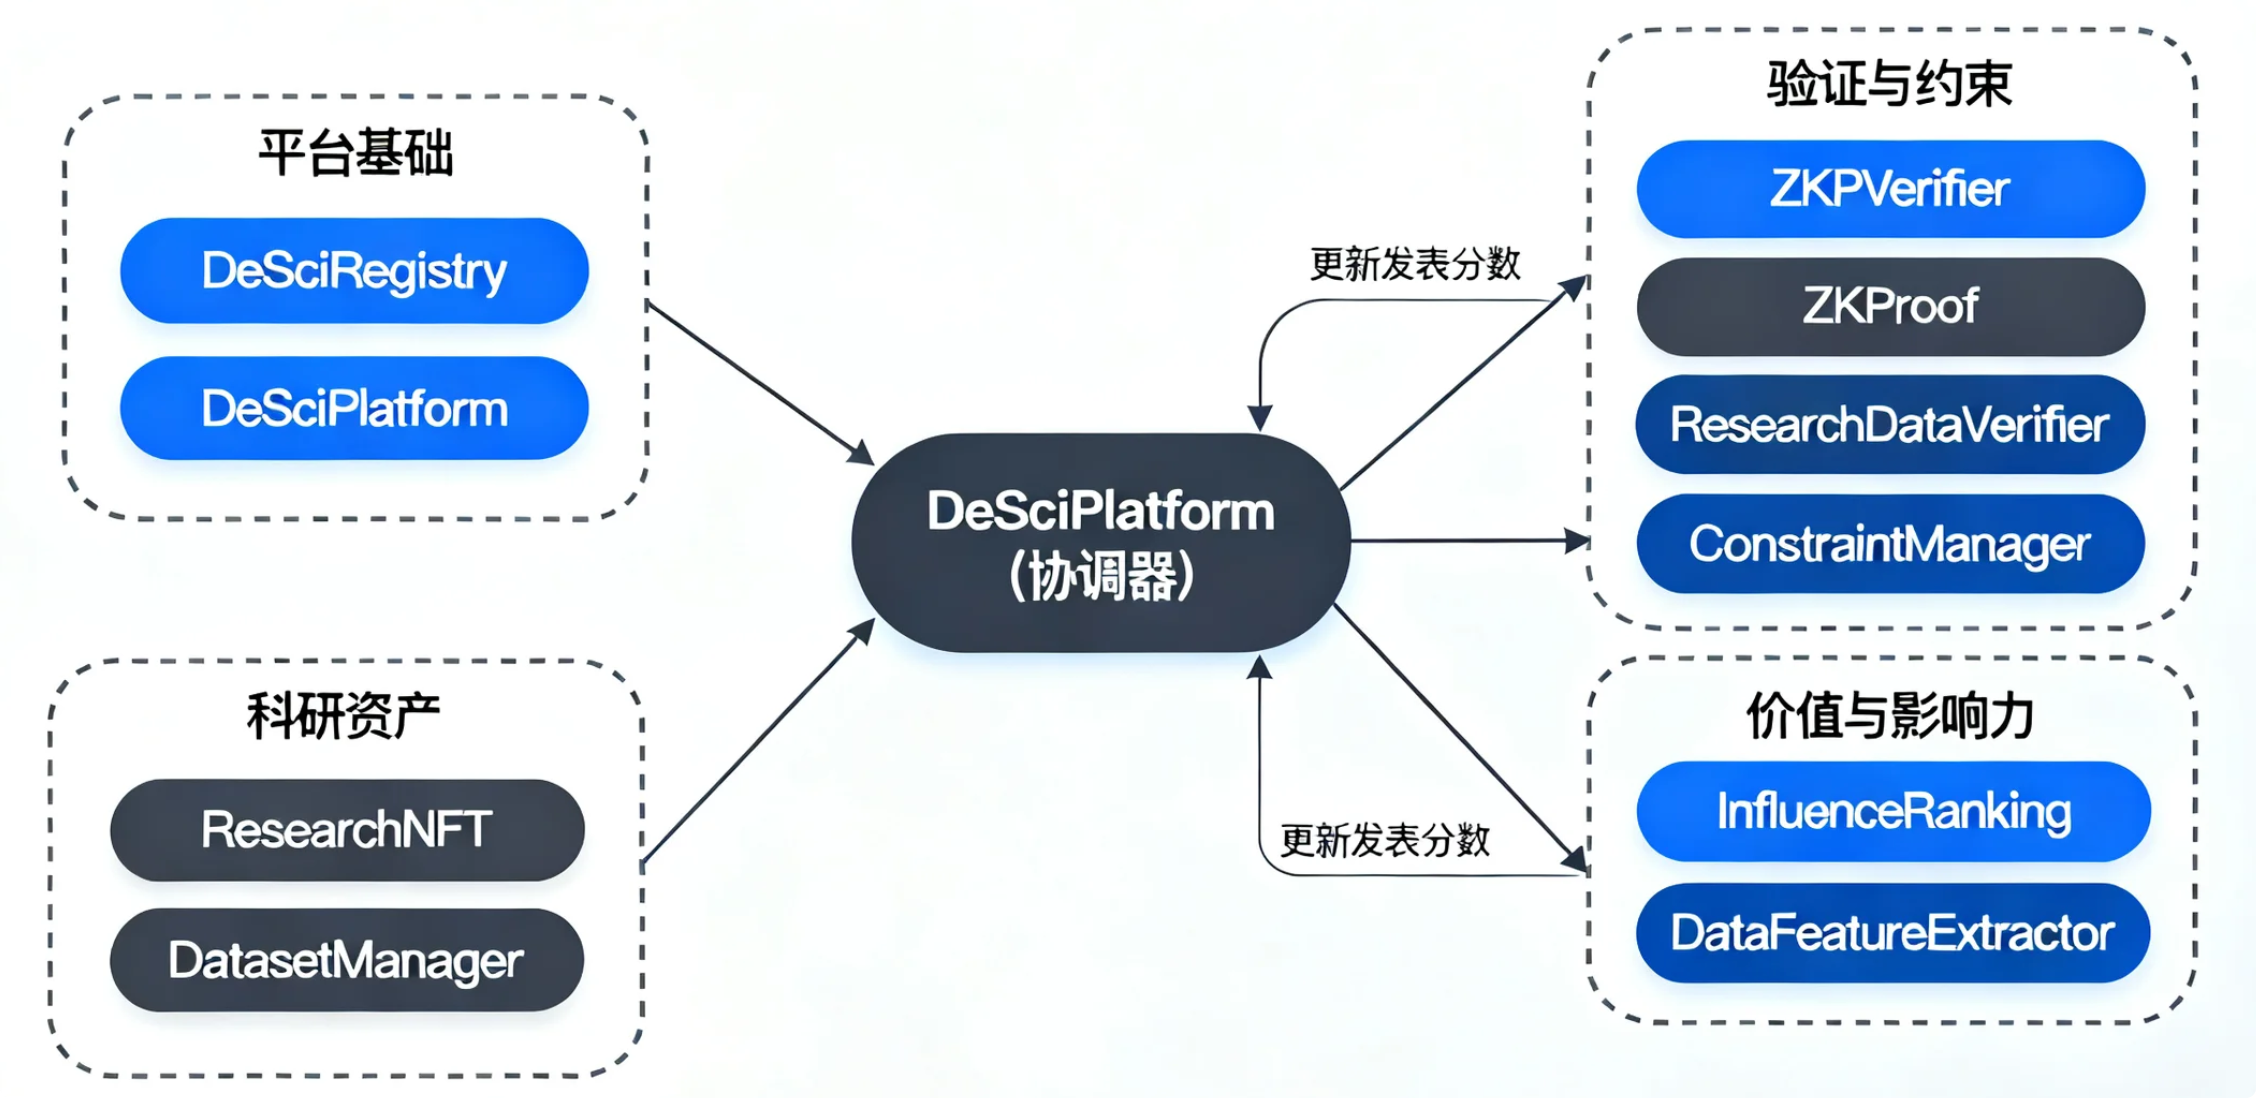 平台基础
DeSciRegistry
DeSciPlatform
科研资产
ResearchNFT
DatasetManager
DeSciPlatform
(协调器)
更新发表分数
更新发表分数
验证与约束
ZKPVerifier
ZKProof
ResearchDataVerifier
ConstraintManager
价值与影响力
InfluenceRanking
DataFeatureExtractor